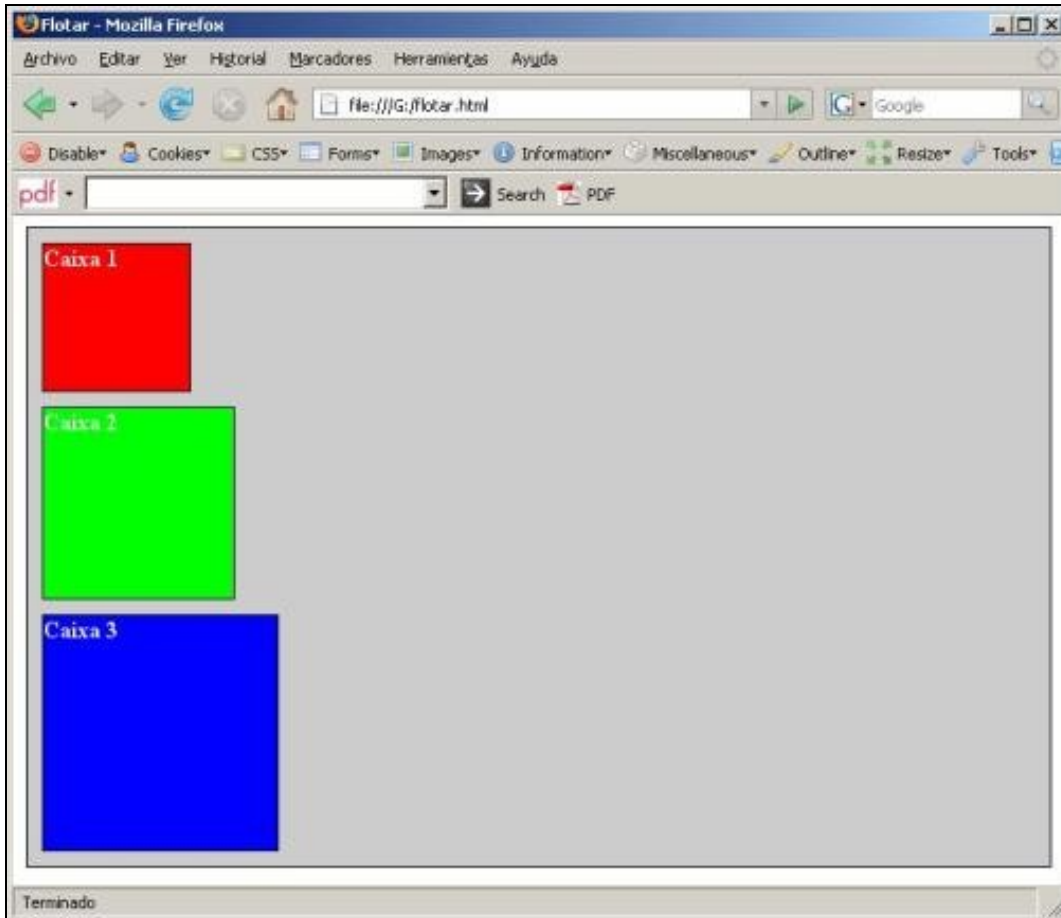 Flotar - Mozilla Firefox
Archivo Editar Ver Historial Marcadores Herramientas Ayuda
file:///G:/flotar.html
Google
Disable Cookies CSS Forms Images Information Miscellaneous Outline Resize Tools
pdf Search PDF
Caixa 1
Caixa 2
Caixa 3
Terminado